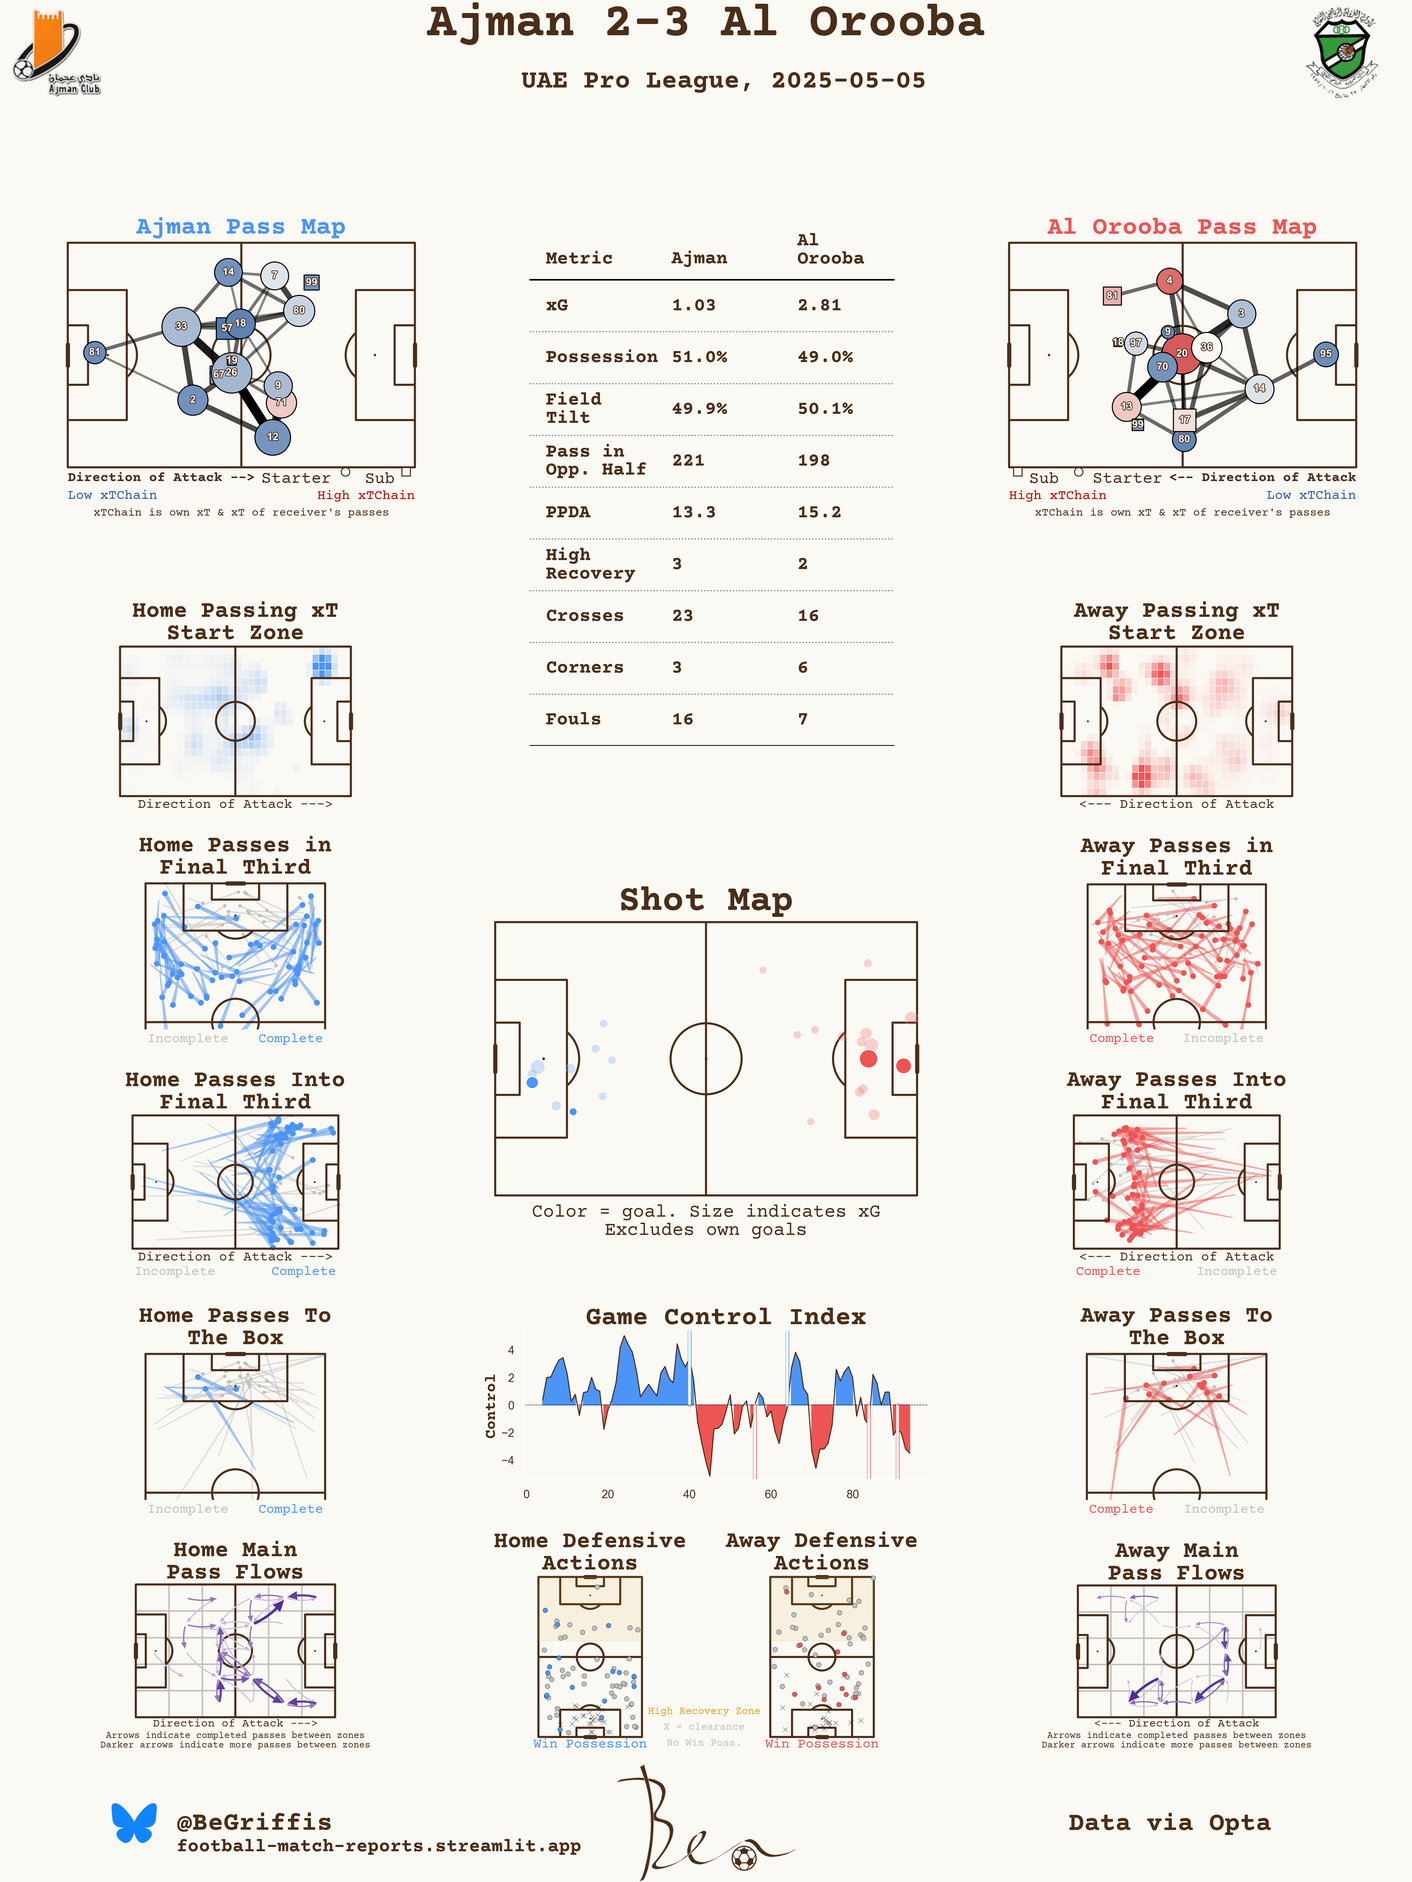 Ajman 2-3 Al Orooba
UAE Pro League, 2025-05-05
نادي عجمان
Ajman Club
Ajman Pass Map
14
7
99
80
33
57
18
81
19
67
26
9
71
2
12
Direction of Attack --> Starter Sub
Low xTChain High xTChain
xTChain is own xT & xT of receiver's passes
Metric Ajman Al Orooba
xG 1.03 2.81
Possession 51.0% 49.0%
Field Tilt 49.9% 50.1%
Pass in Opp. Half 221 198
PPDA 13.3 15.2
High Recovery 3 2
Crosses 23 16
Corners 3 6
Fouls 16 7
Al Orooba Pass Map
4
81
3
9
18
97
36
20
95
70
14
13
17
99
80
Sub Starter <-- Direction of Attack
High xTChain Low xTChain
xTChain is own xT & xT of receiver's passes
Home Passing xT
Start Zone
Direction of Attack --->
Away Passing xT
Start Zone
<--- Direction of Attack
Home Passes in
Final Third
Incomplete Complete
Away Passes in
Final Third
Complete Incomplete
Shot Map
Color = goal. Size indicates xG
Excludes own goals
Home Passes Into
Final Third
Direction of Attack --->
Incomplete Complete
Away Passes Into
Final Third
<--- Direction of Attack
Complete Incomplete
Home Passes To
The Box
Incomplete Complete
Game Control Index
Control
4
2
0
−2
−4
0 20 40 60 80
Away Passes To
The Box
Complete Incomplete
Home Main
Pass Flows
Direction of Attack --->
Arrows indicate completed passes between zones
Darker arrows indicate more passes between zones
Home Defensive
Actions
Win Possession
Away Defensive
Actions
Win Possession
High Recovery Zone
X = clearance
No Win Poss.
Away Main
Pass Flows
<--- Direction of Attack
Arrows indicate completed passes between zones
Darker arrows indicate more passes between zones
@BeGriffis
football-match-reports.streamlit.app
Ben
Data via Opta